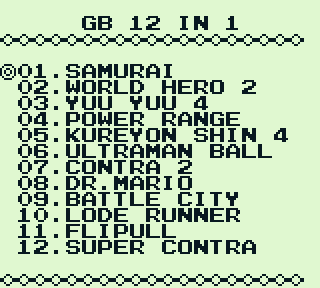 GB 12 IN 1
01.SAMURAI
02.WORLD HERO 2
03.YUU YUU 4
04.POWER RANGE
05.KUREYON SHIN 4
06.ULTRAMAN BALL
07.CONTRA 2
08.DR.MARIO
09.BATTLE CITY
10.LODE RUNNER
11.FLIPULL
12.SUPER CONTRA